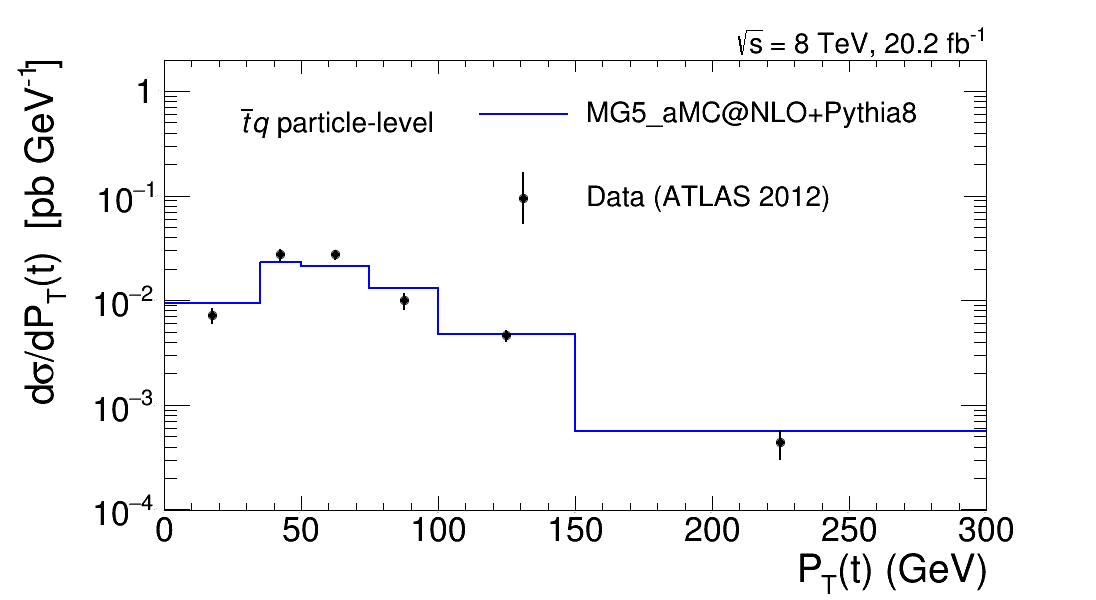 √s = 8 TeV, 20.2 fb⁻¹
dσ/dP_T(t) [pb GeV⁻¹]
t̄q particle-level
MG5_aMC@NLO+Pythia8
Data (ATLAS 2012)
1
10⁻¹
10⁻²
10⁻³
10⁻⁴
0 50 100 150 200 250 300
P_T(t) (GeV)